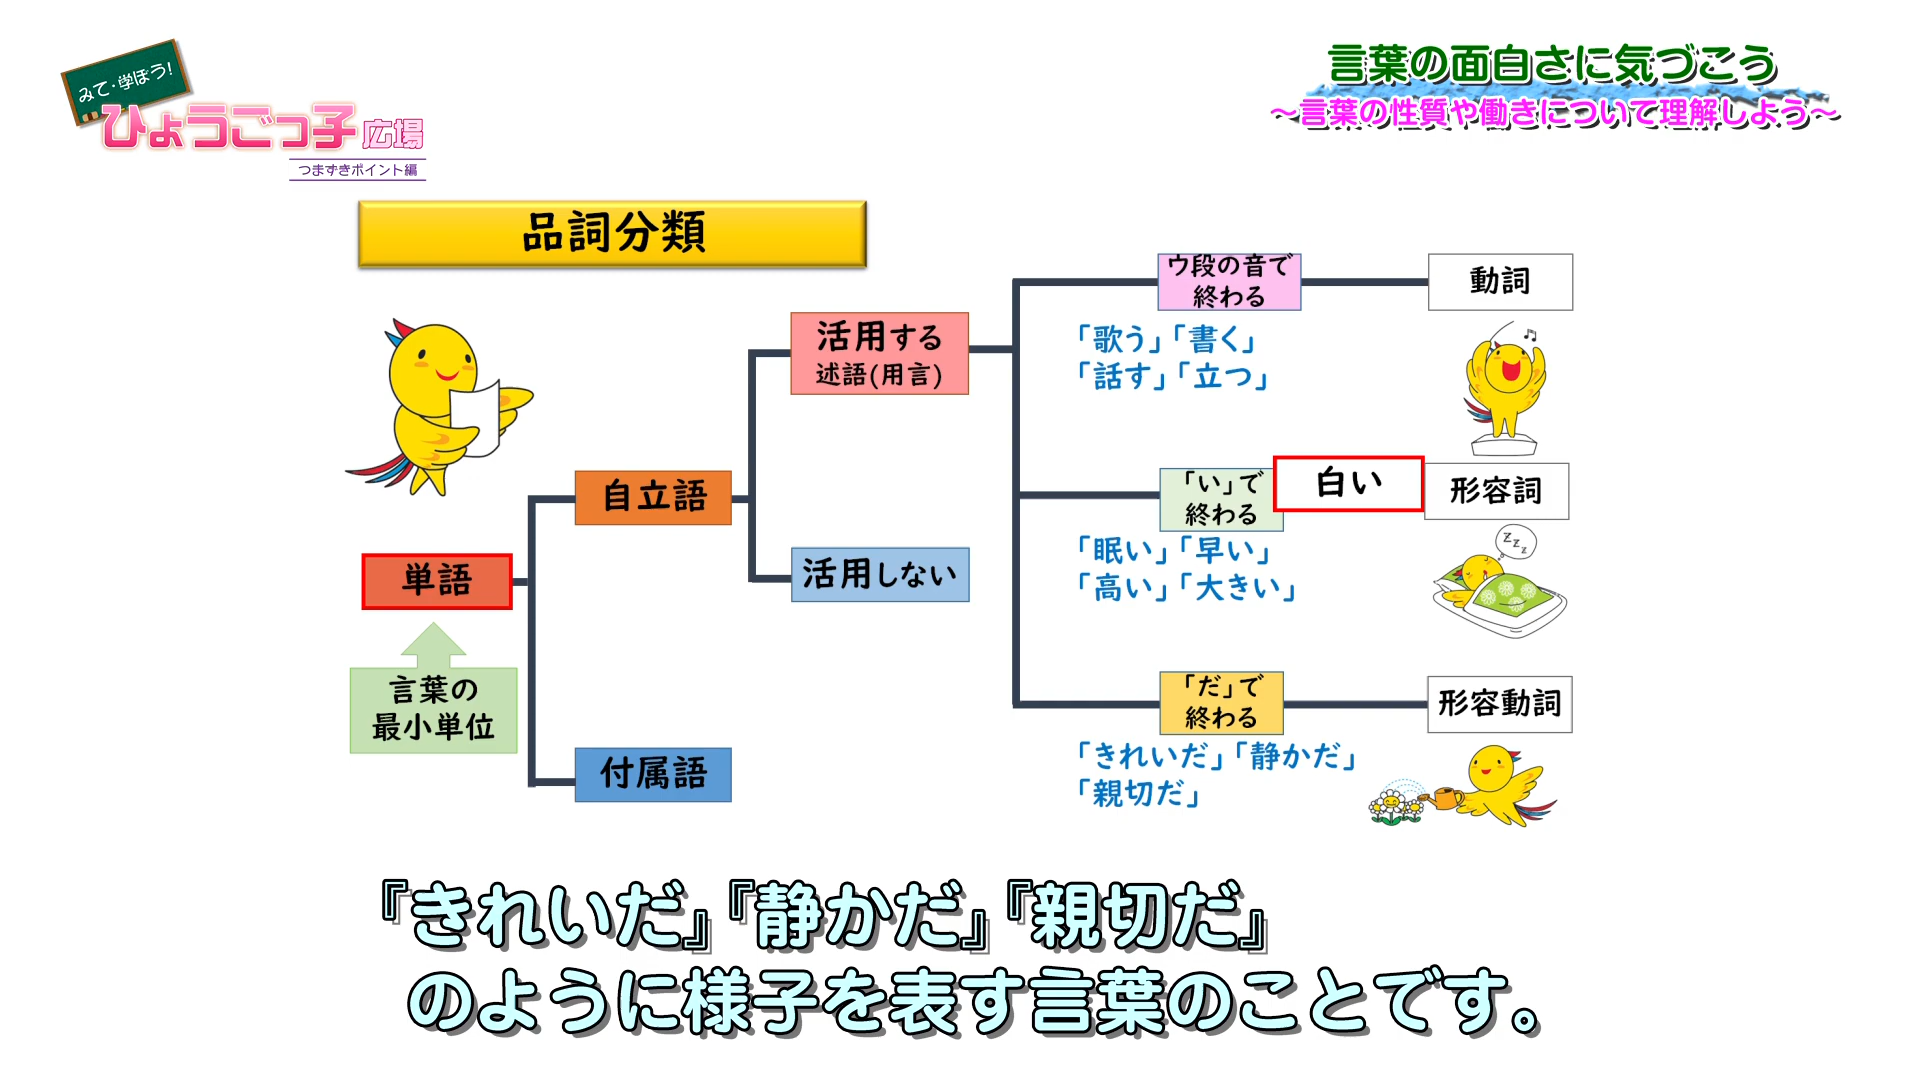 みて・学ぼう!
ひょうごっ子広場
つまずきポイント編
言葉の面白さに気づこう
~言葉の性質や働きについて理解しよう~
品詞分類
単語
言葉の
最小単位
自立語
付属語
活用する
述語(用言)
活用しない
ウ段の音で
終わる
動詞
「歌う」「書く」
「話す」「立つ」
「い」で
終わる
白い
形容詞
「眠い」「早い」
「高い」「大きい」
zzz
「だ」で
終わる
形容動詞
「きれいだ」「静かだ」
「親切だ」
『きれいだ』『静かだ』『親切だ』
のように様子を表す言葉のことです。